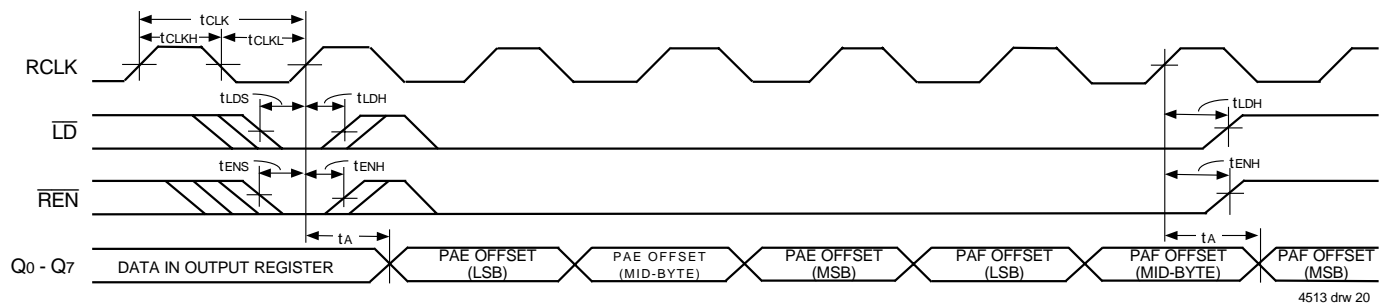 tCLK
tCLKH
tCLKL
RCLK
tLDS
tLDH
tLDH
LD
tENS
tENH
tENH
REN
tA
tA
Q0 - Q7
DATA IN OUTPUT REGISTER
PAE OFFSET
(LSB)
PAE OFFSET
(MID-BYTE)
PAE OFFSET
(MSB)
PAF OFFSET
(LSB)
PAF OFFSET
(MID-BYTE)
PAF OFFSET
(MSB)
4513 drw 20